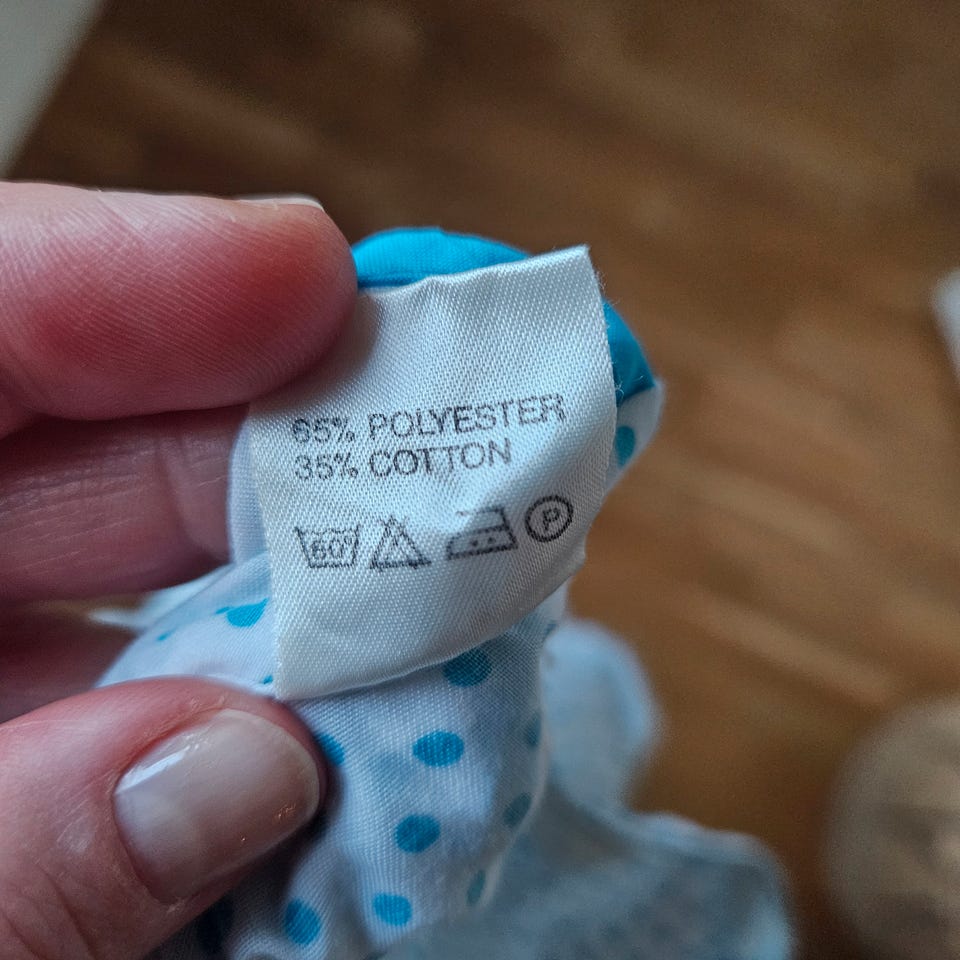 65% POLYESTER
35% COTTON
60° P